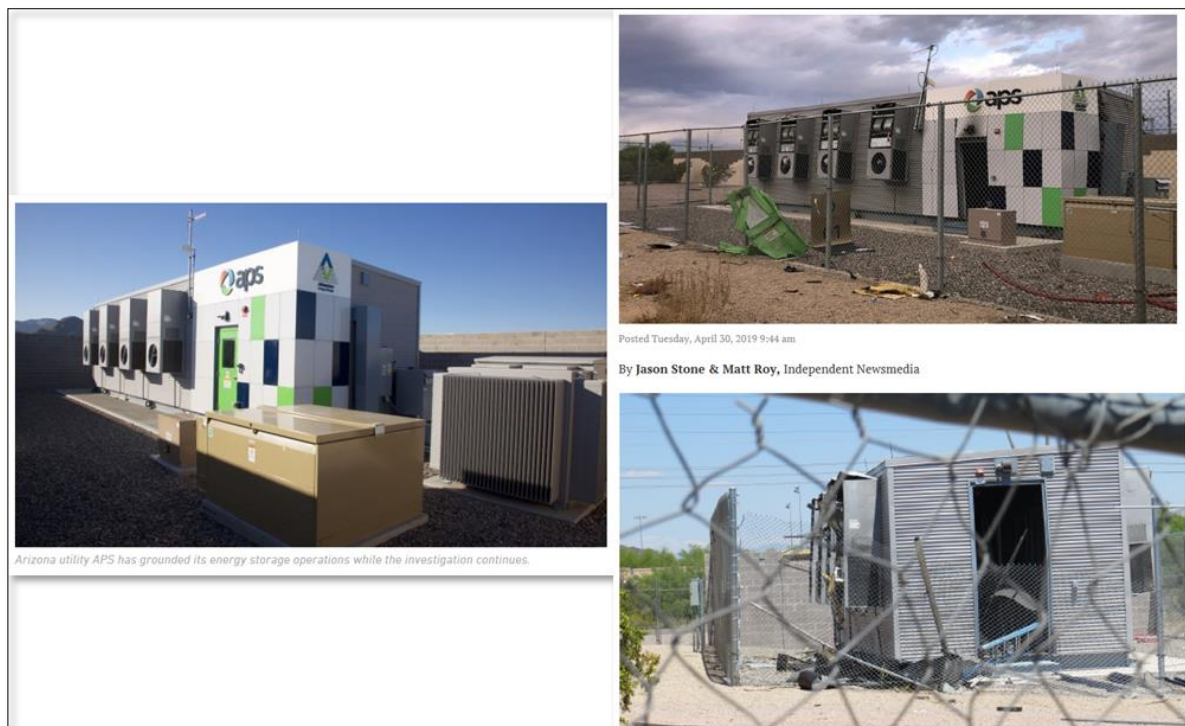 aps
Arizona utility APS has grounded its energy storage operations while the investigation continues.
aps
Posted Tuesday, April 30, 2019 9:44 am
By Jason Stone & Matt Roy, Independent Newsmedia